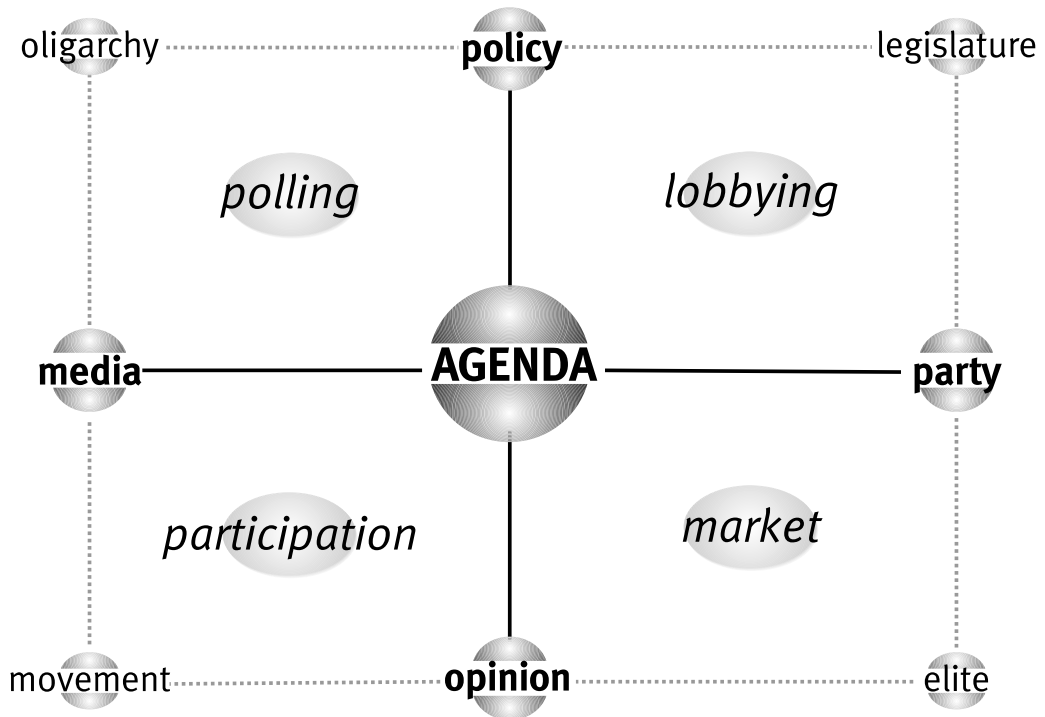 oligarchy
policy
legislature
polling
lobbying
media
AGENDA
party
participation
market
movement
opinion
elite